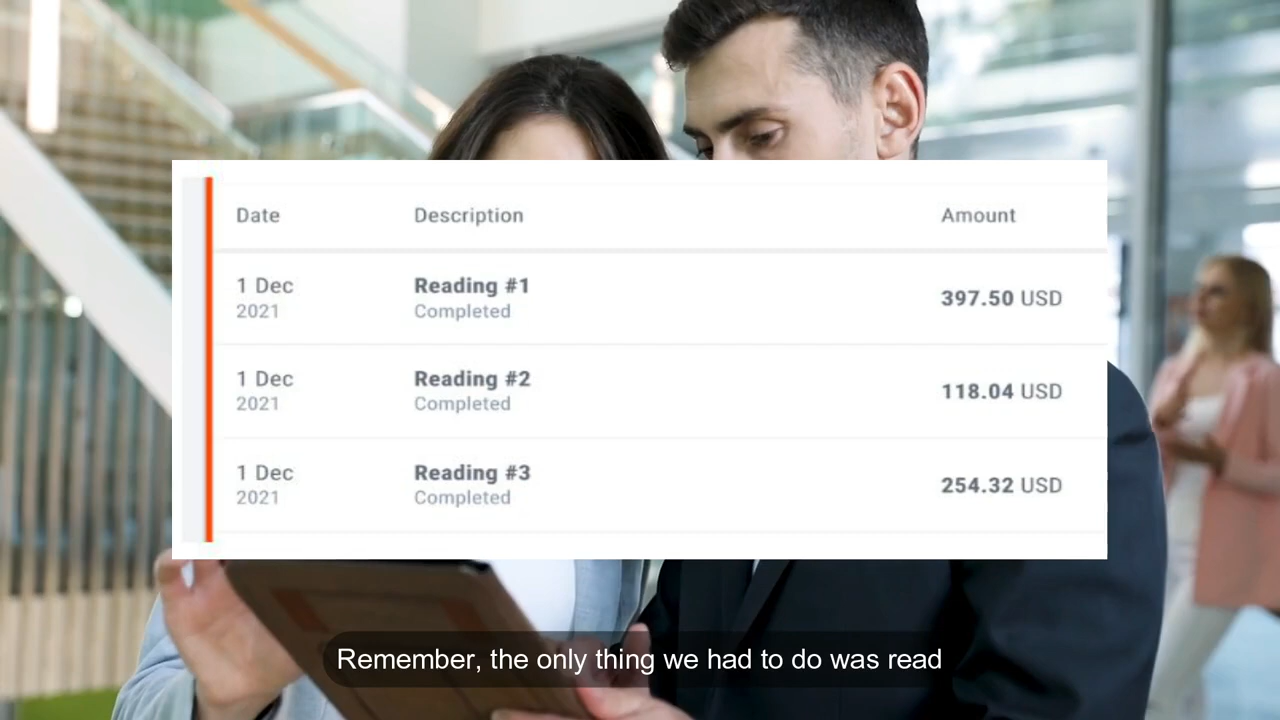 Date Description Amount
1 Dec Reading #1 397.50 USD
2021 Completed
1 Dec Reading #2 118.04 USD
2021 Completed
1 Dec Reading #3 254.32 USD
2021 Completed
Remember, the only thing we had to do was read